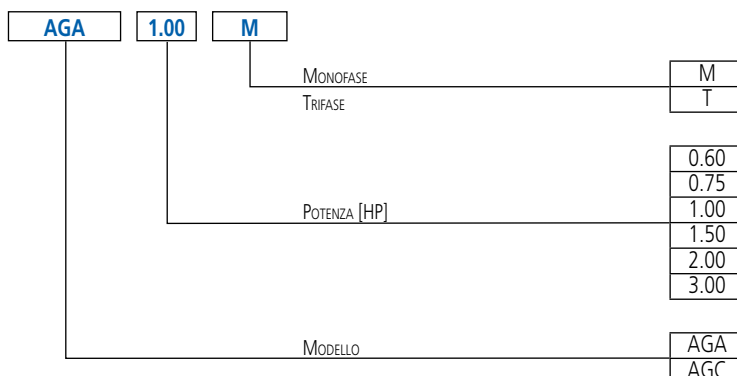 AGA 1.00 M
Monofase M
Trifase T
0.60
0.75
Potenza [HP] 1.00
1.50
2.00
3.00
Modello AGA
AGC